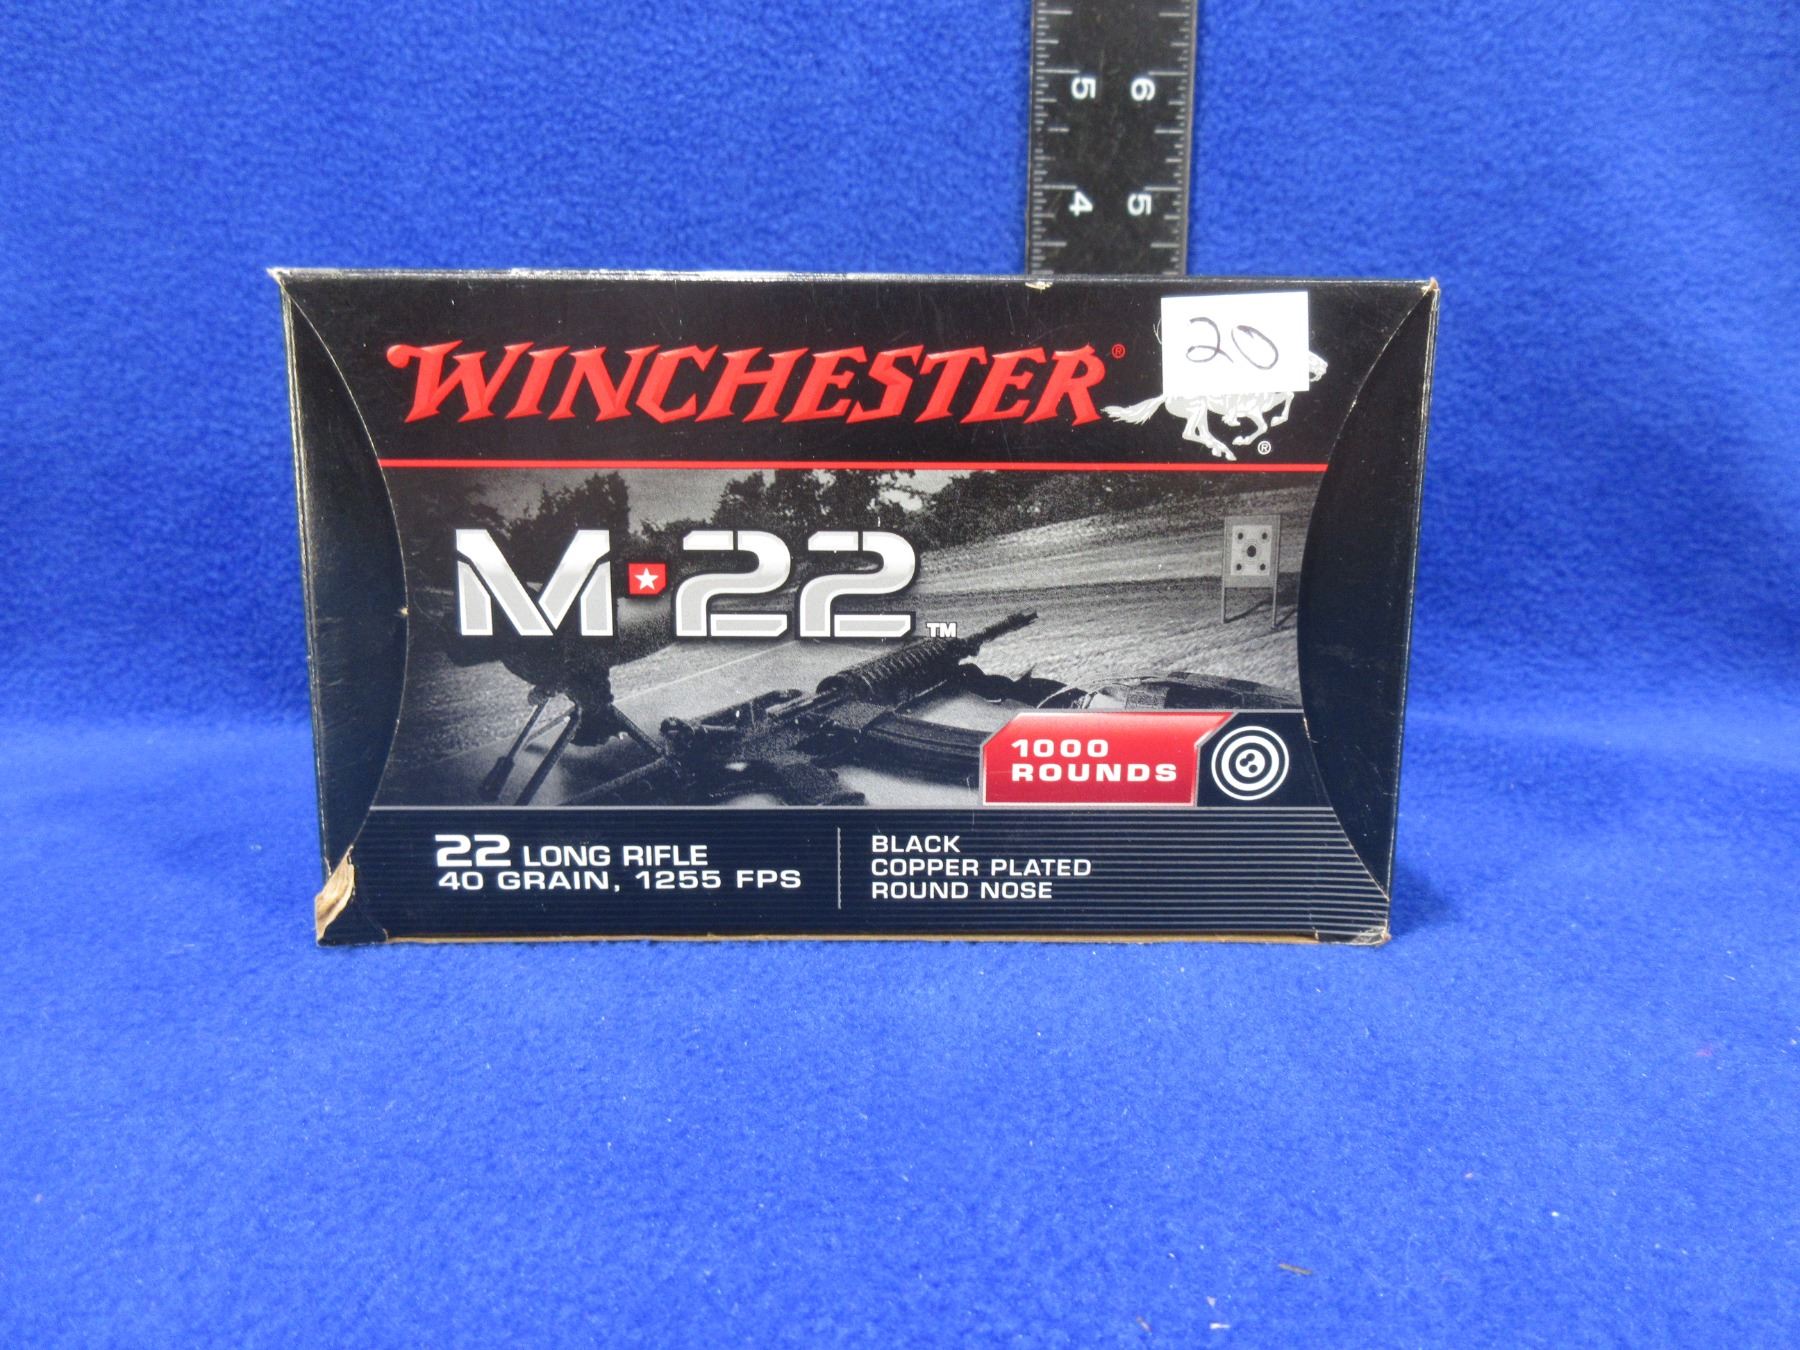 5 6
4 5
20
WINCHESTER®
®
M★22™
1000
ROUNDS
22 LONG RIFLE
40 GRAIN, 1255 FPS
BLACK
COPPER PLATED
ROUND NOSE